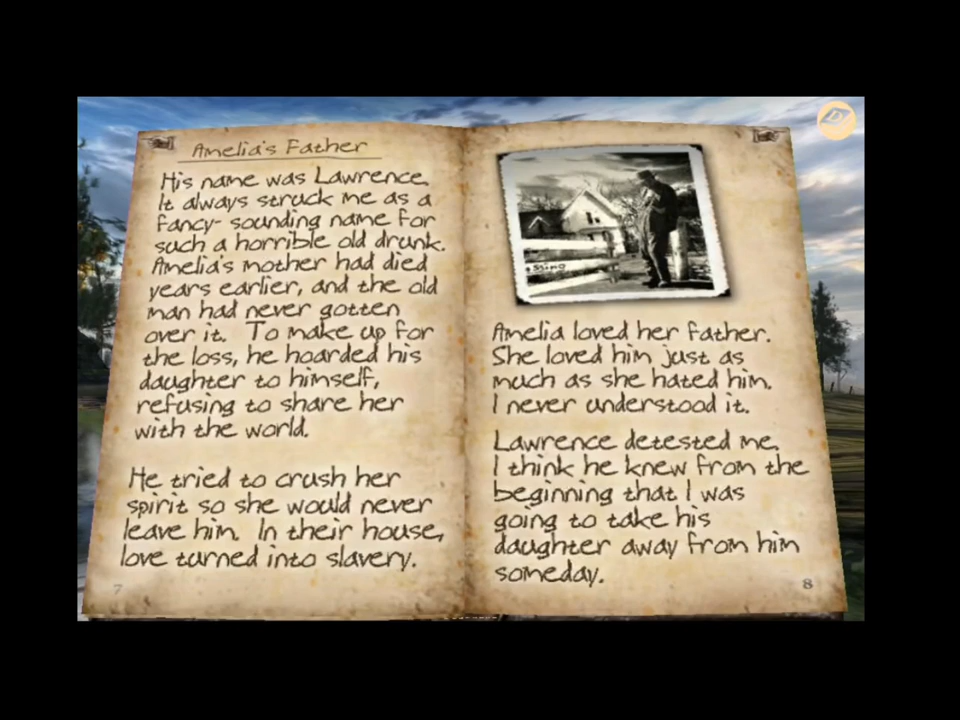 Amelia's Father
His name was Lawrence.
It always struck me as a
fancy- sounding name for
such a horrible old drunk.
Amelia's mother had died
years earlier, and the old
man had never gotten
over it. To make up for
the loss, he hoarded his
daughter to himself,
refusing to share her
with the world.
He tried to crush her
spirit so she would never
leave him. In their house,
love turned into slavery.
7
Amelia loved her father.
She loved him just as
much as she hated him.
I never understood it.
Lawrence detested me.
I think he knew from the
beginning that I was
going to take his
daughter away from him
someday.
8